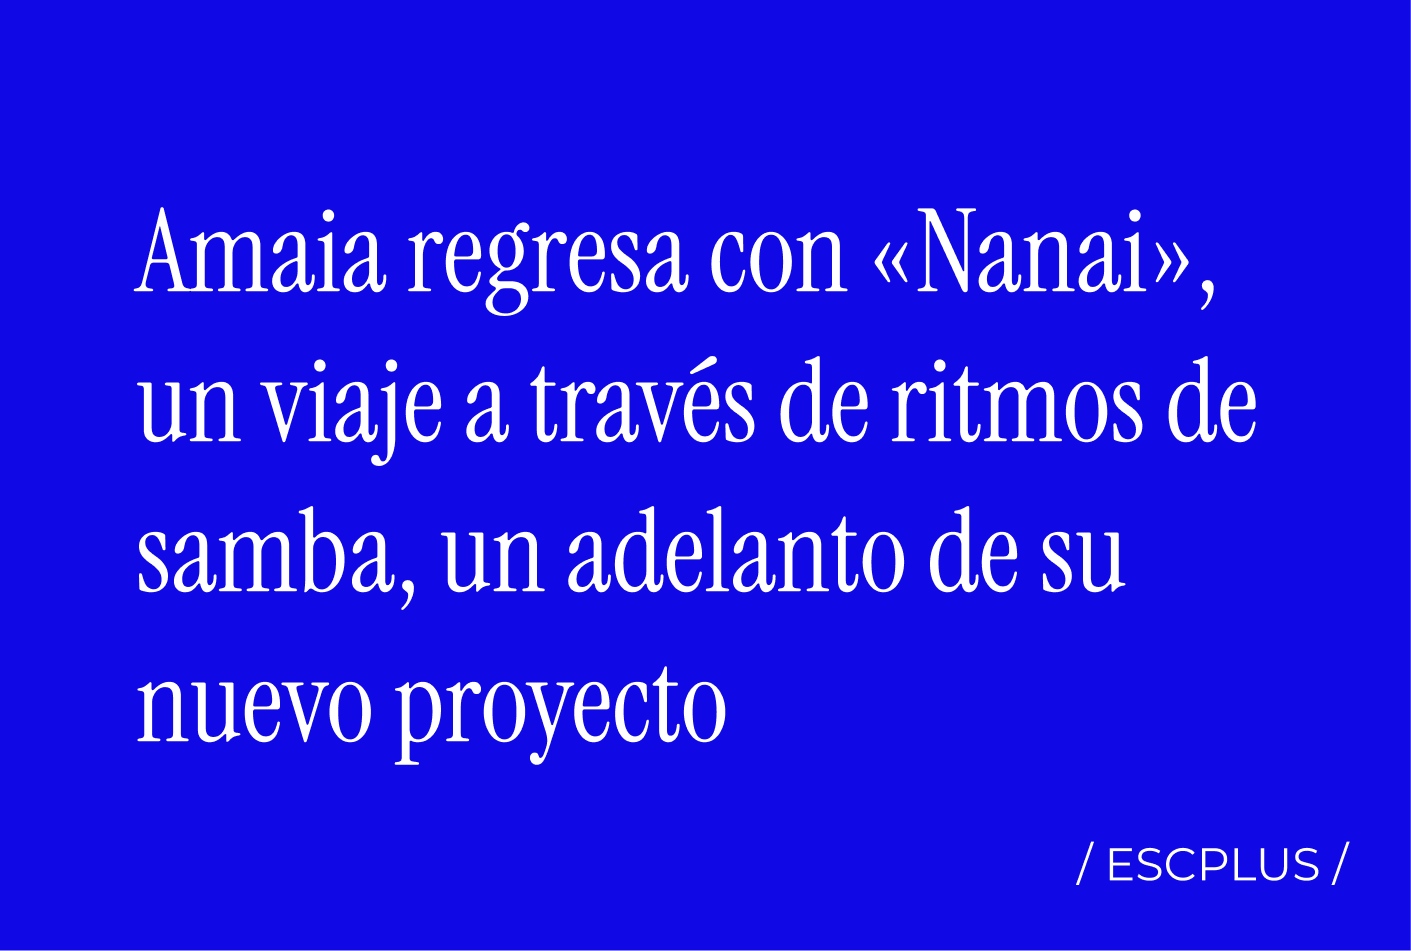 Amaia regresa con «Nanai»,
un viaje a través de ritmos de
samba, un adelanto de su
nuevo proyecto
/ ESCPLUS /